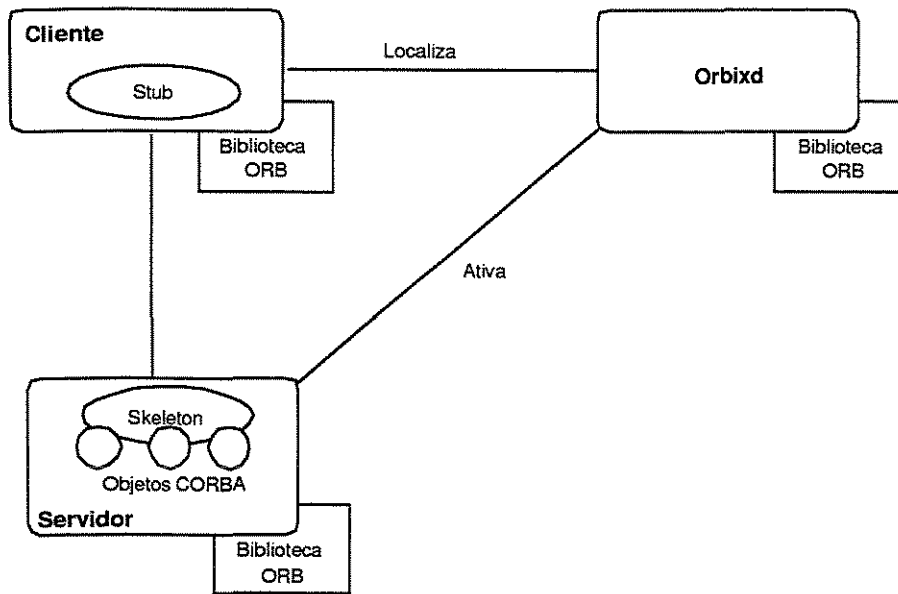 Cliente
Stub
Biblioteca
ORB
Localiza
Orbixd
Biblioteca
ORB
Ativa
Skeleton
Objetos CORBA
Servidor
Biblioteca
ORB